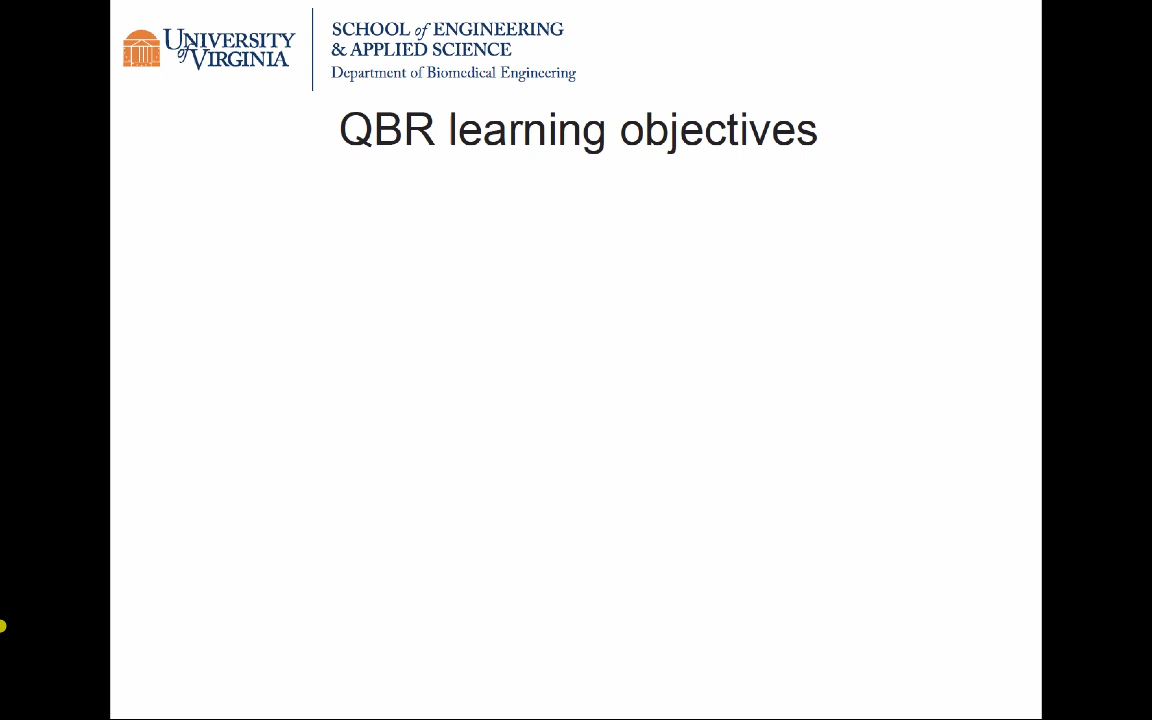 UNIVERSITY
of
VIRGINIA
SCHOOL of ENGINEERING
& APPLIED SCIENCE
Department of Biomedical Engineering
QBR learning objectives